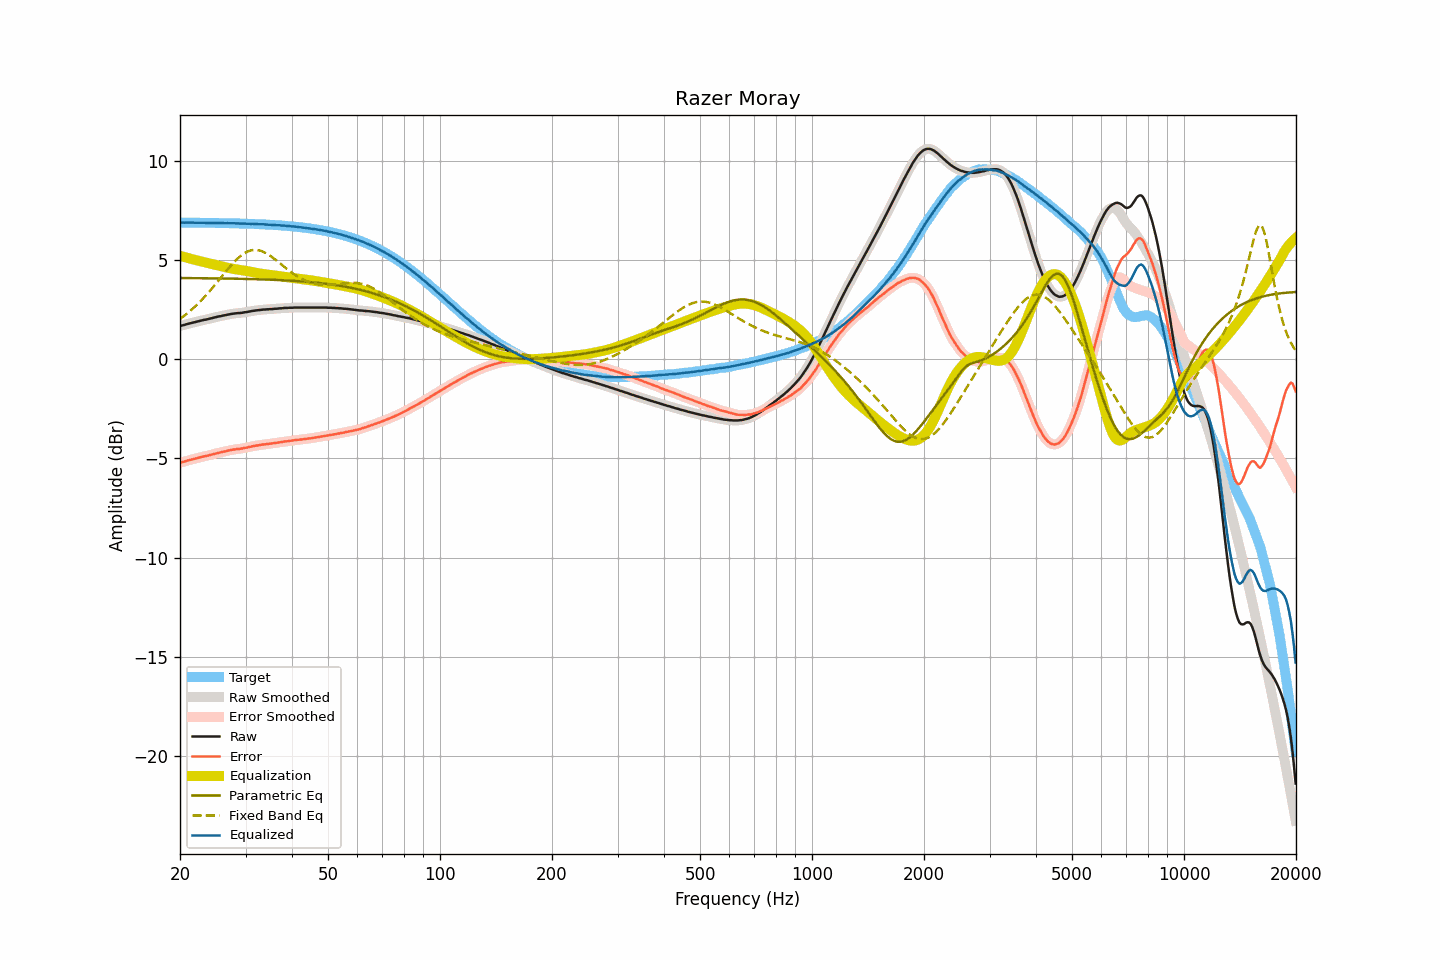 Razer Moray
10
5
0
−5
−10
−15
−20
Amplitude (dBr)
Target
Raw Smoothed
Error Smoothed
Raw
Error
Equalization
Parametric Eq
Fixed Band Eq
Equalized
20 50 100 200 500 1000 2000 5000 10000 20000
Frequency (Hz)